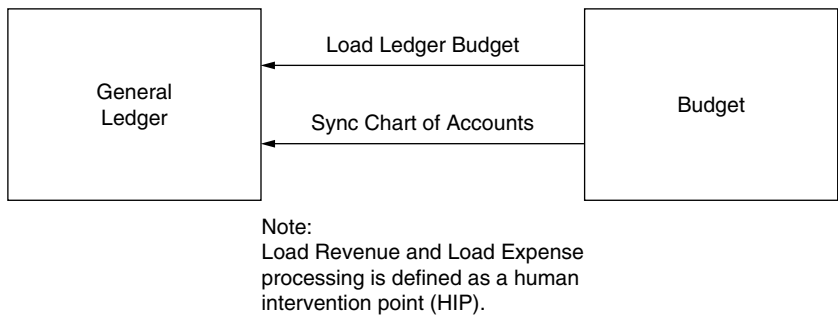 Load Ledger Budget
General
Ledger
Budget
Sync Chart of Accounts
Note:
Load Revenue and Load Expense
processing is defined as a human
intervention point (HIP).